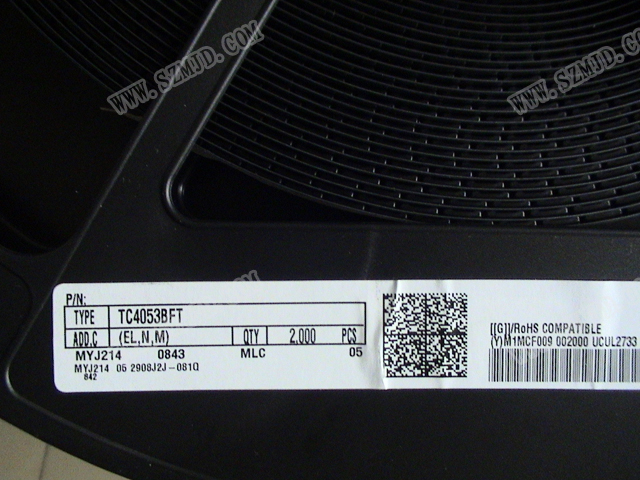 WWW.SZMJD.COM
WWW.SZMJD.COM
P/N:
TYPE TC4053BFT
ADD.C (EL,N,M) QTY 2,000 PCS
MYJ214 0843 MLC 05
MYJ214 05 2908J2J-081Q
842
[[G]]/RoHS COMPATIBLE
(Y)M1MCF009 002000 UCUL2733